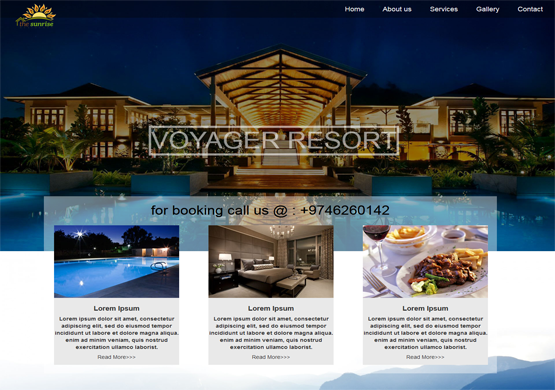 the sunrise
Home About us Services Gallery Contact
VOYAGER RESORT
for booking call us @ : +9746260142
Lorem Ipsum
Lorem ipsum dolor sit amet, consectetur
adipiscing elit, sed do eiusmod tempor
incididunt ut labore et dolore magna aliqua.
enim ad minim veniam, quis nostrud
exercitation ullamco laborist.
Read More>>>
Lorem Ipsum
Lorem ipsum dolor sit amet, consectetur
adipiscing elit, sed do eiusmod tempor
incididunt ut labore et dolore magna aliqua.
enim ad minim veniam, quis nostrud
exercitation ullamco laborist.
Read More>>>
Lorem Ipsum
Lorem ipsum dolor sit amet, consectetur
adipiscing elit, sed do eiusmod tempor
incididunt ut labore et dolore magna aliqua.
enim ad minim veniam, quis nostrud
exercitation ullamco laborist.
Read More>>>